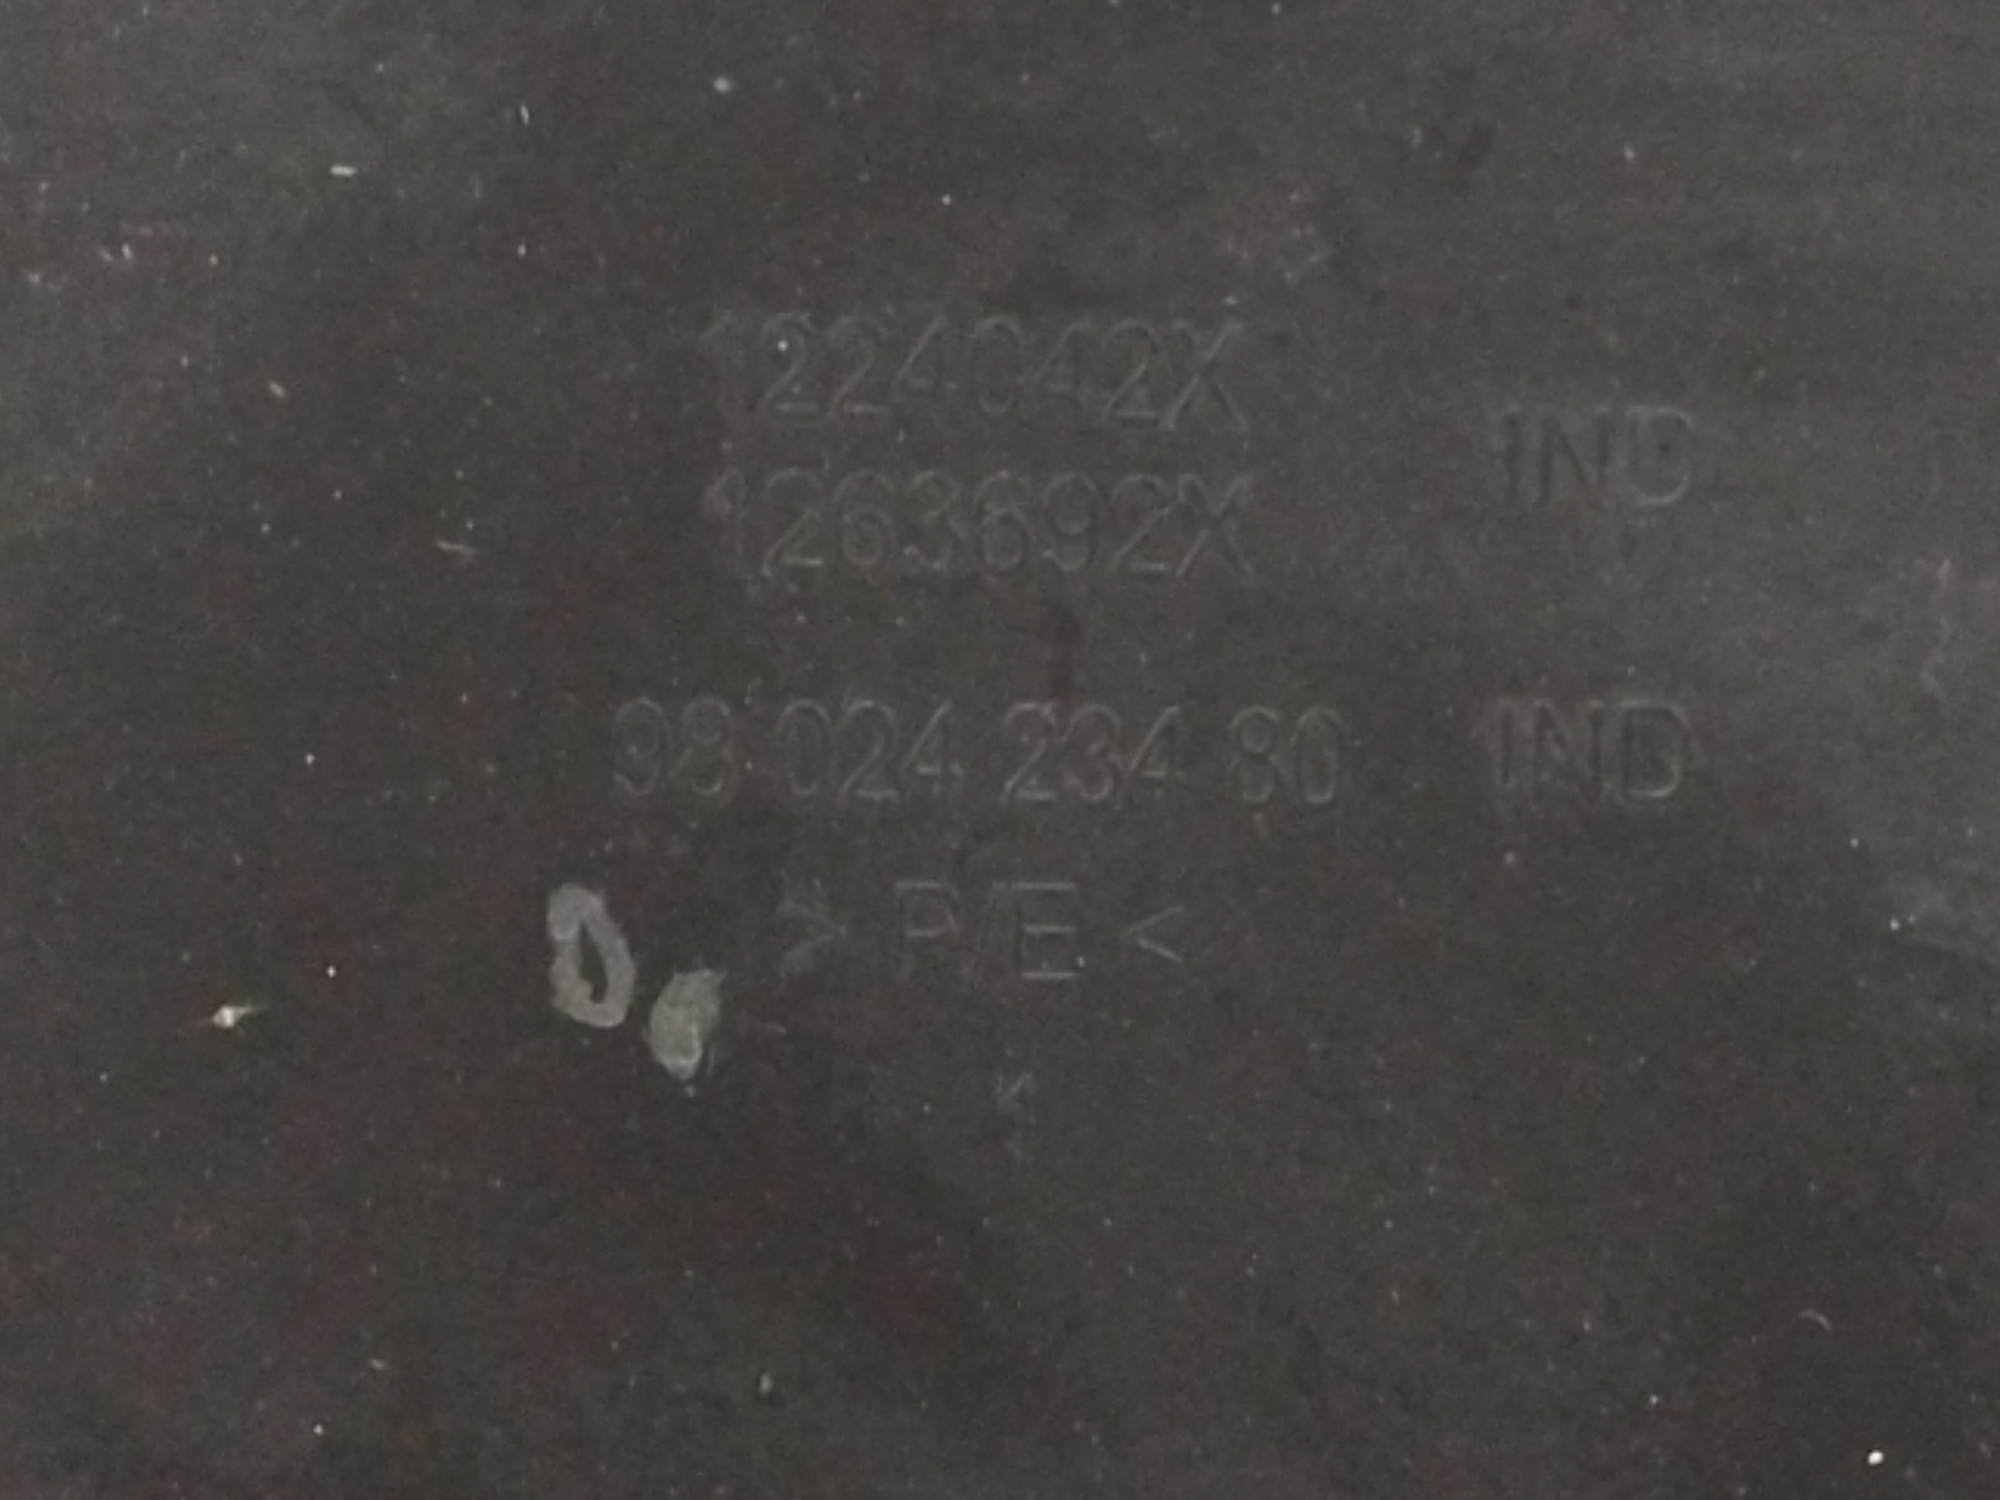 1224042X
IND
1263692X
98 024 234 80 IND
> P/E <